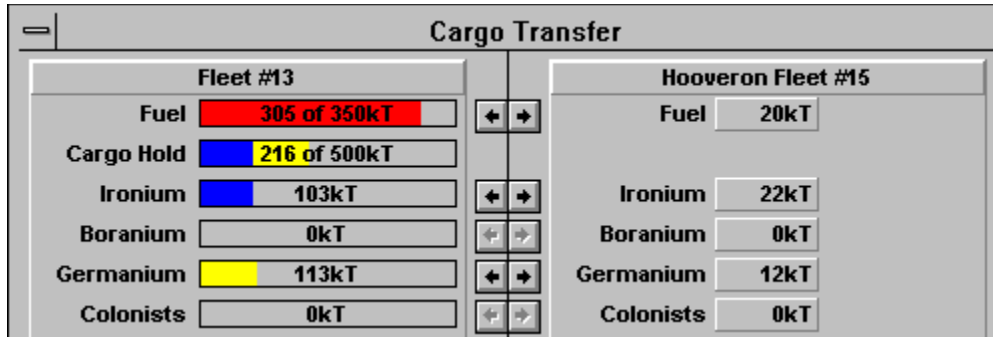 Cargo Transfer
Fleet #13
Fuel 305 of 350kT
Cargo Hold 216 of 500kT
Ironium 103kT
Boranium 0kT
Germanium 113kT
Colonists 0kT
Hooveron Fleet #15
Fuel 20kT
Ironium 22kT
Boranium 0kT
Germanium 12kT
Colonists 0kT